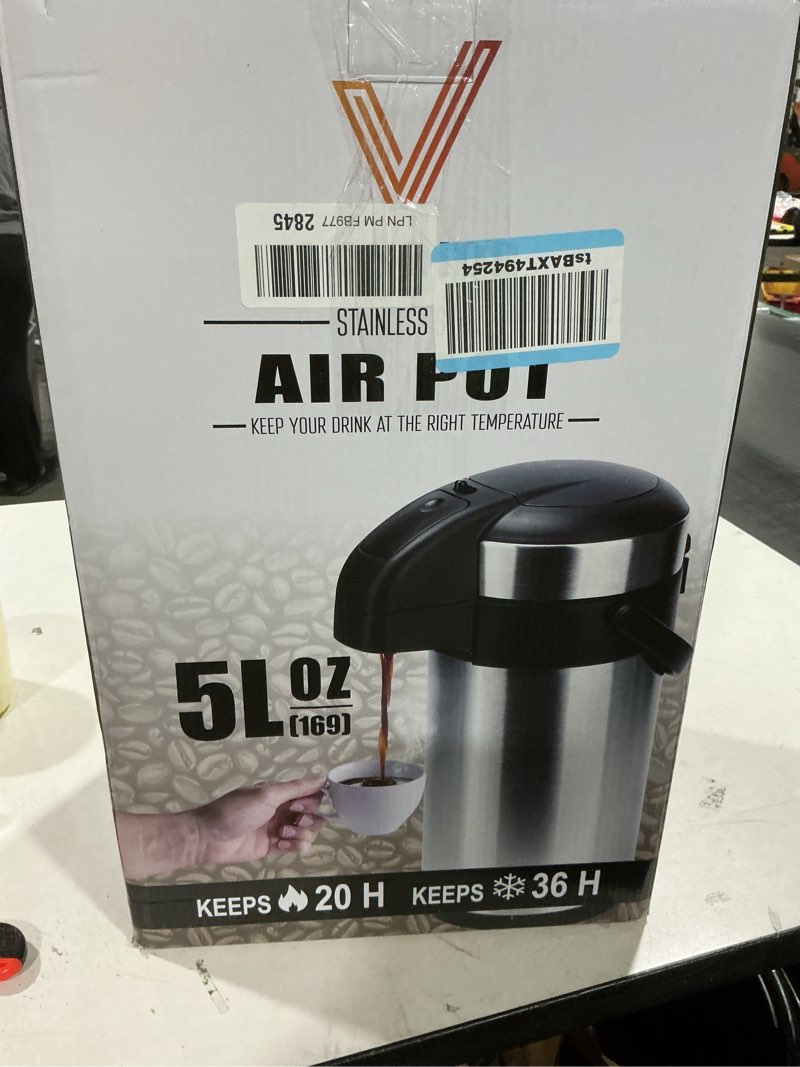 LPN PM FB977 2845
tsBAXT494254
STAINLESS
AIR POT
KEEP YOUR DRINK AT THE RIGHT TEMPERATURE
5L OZ
(169)
KEEPS 20 H KEEPS 36 H